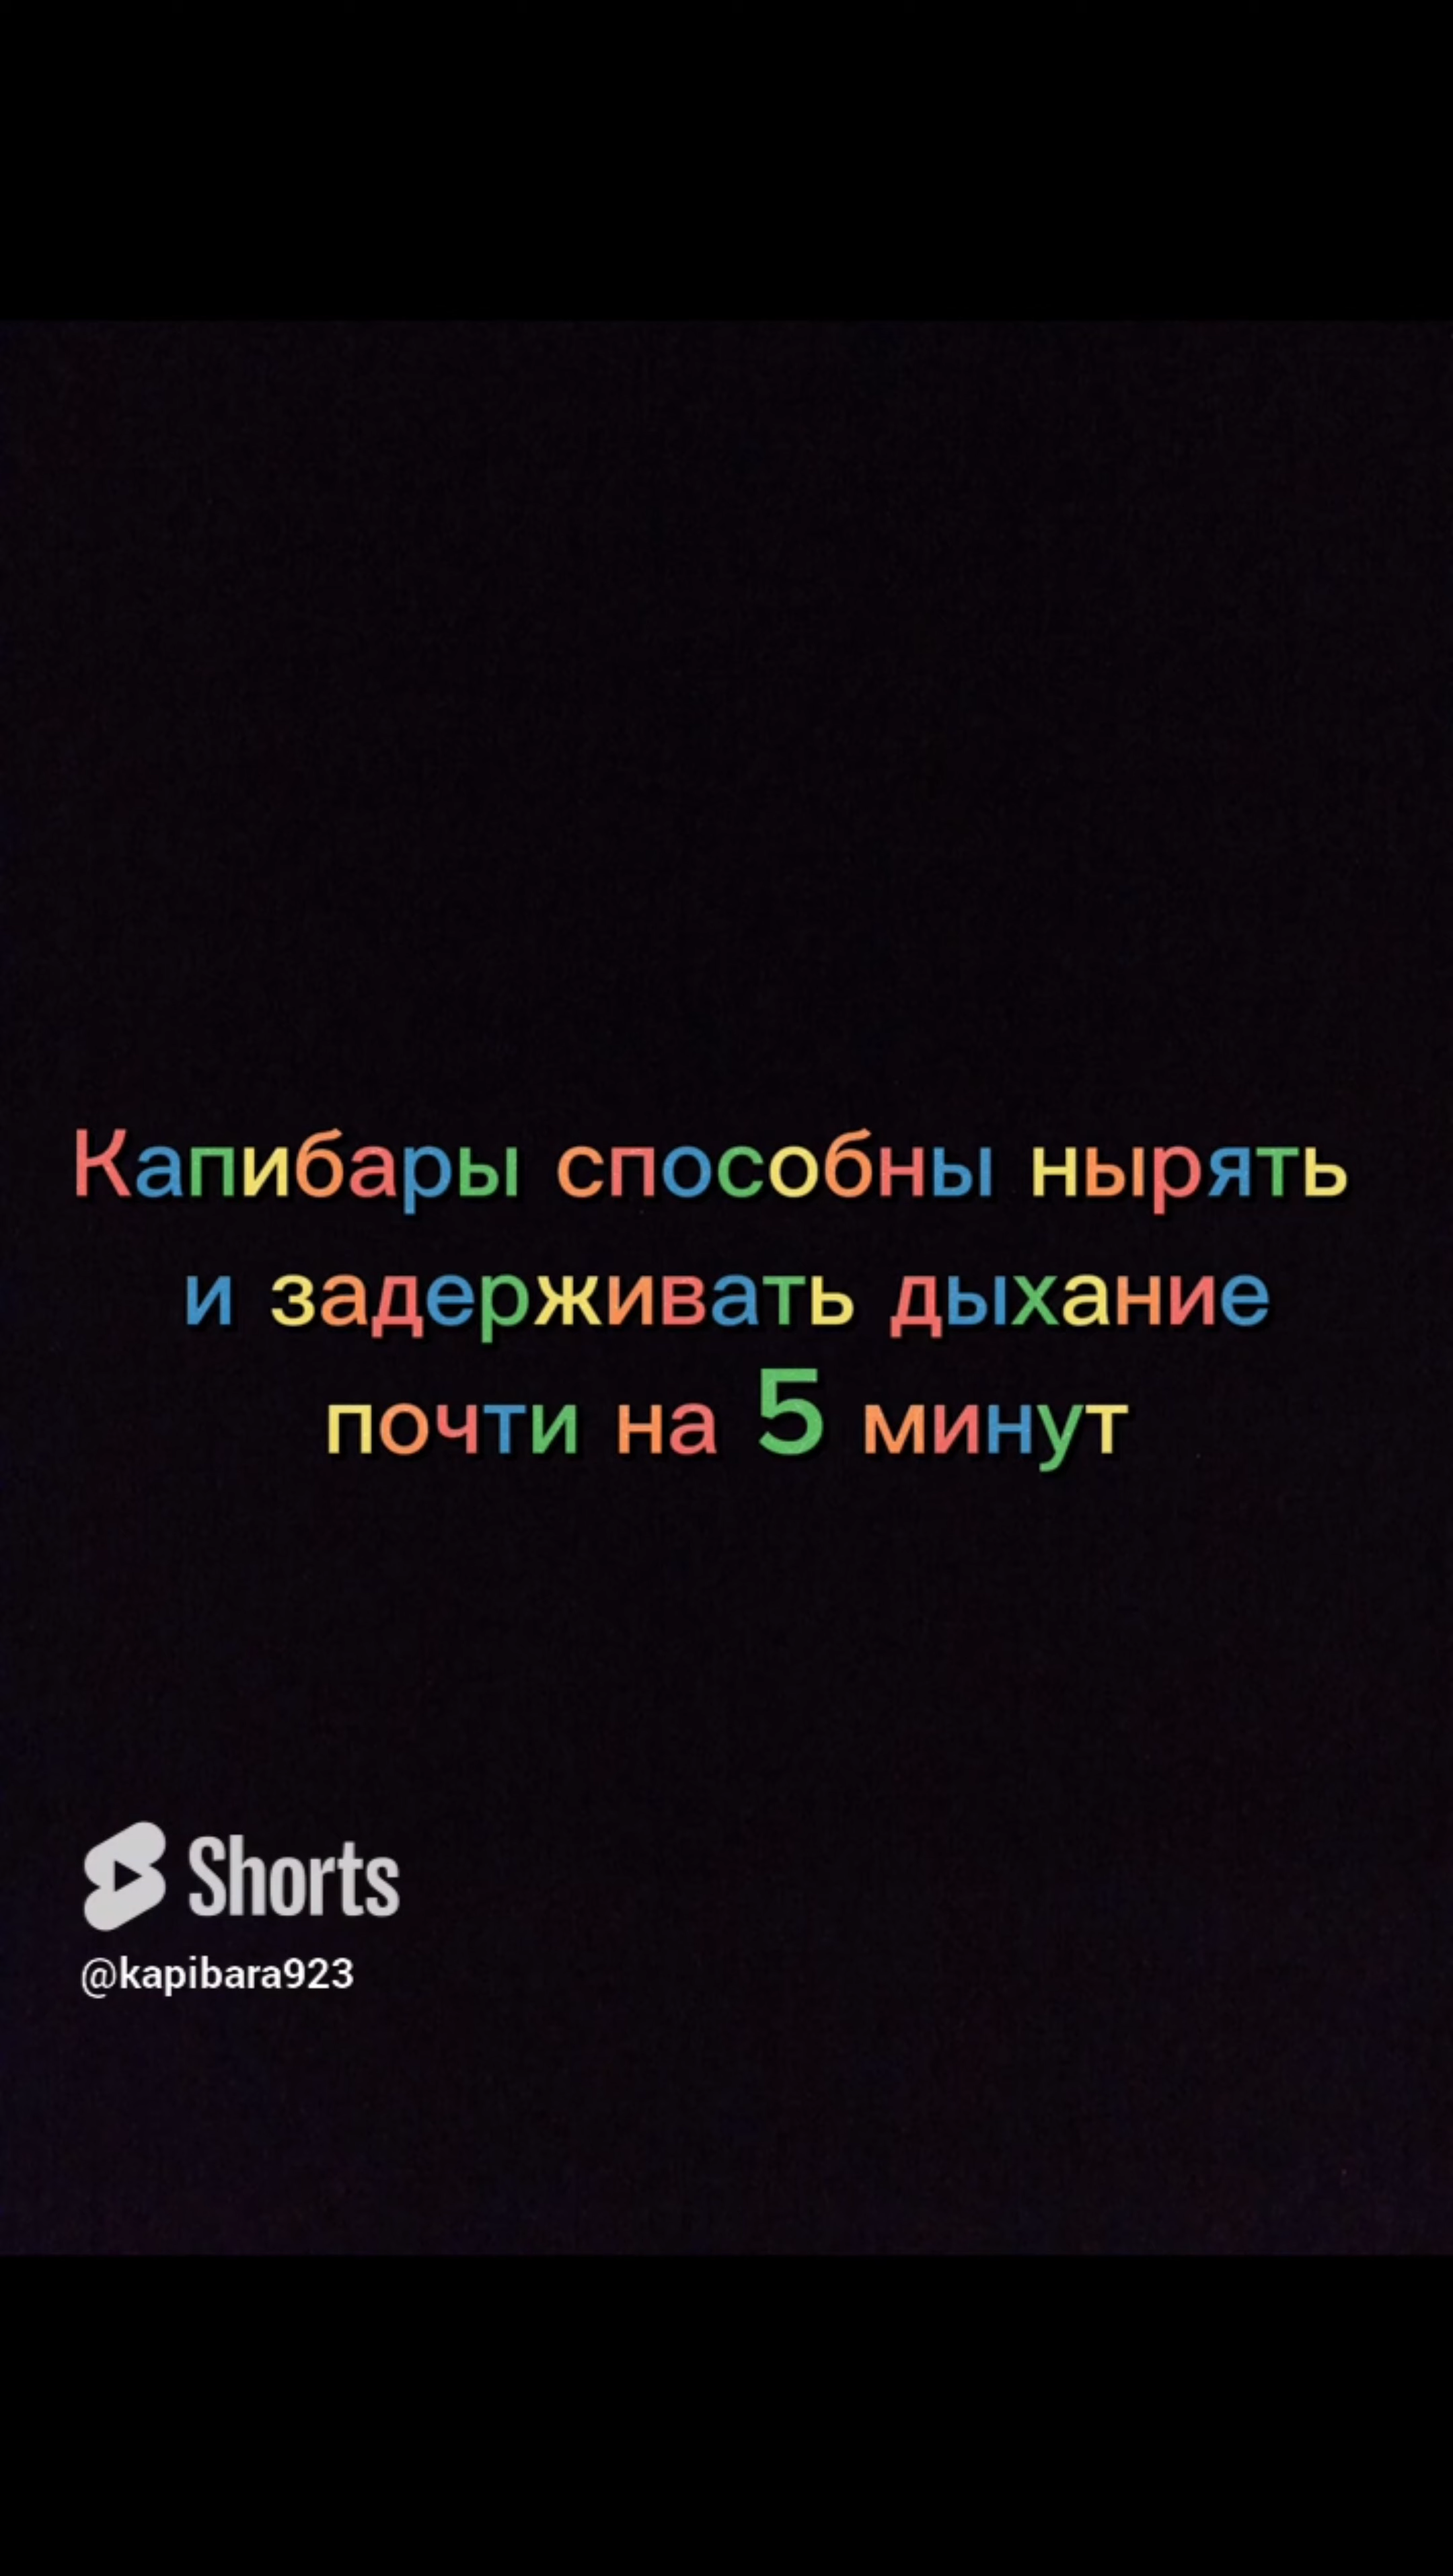 Капибары способны нырять
и задерживать дыхание
почти на 5 минут
Shorts
@kapibara923